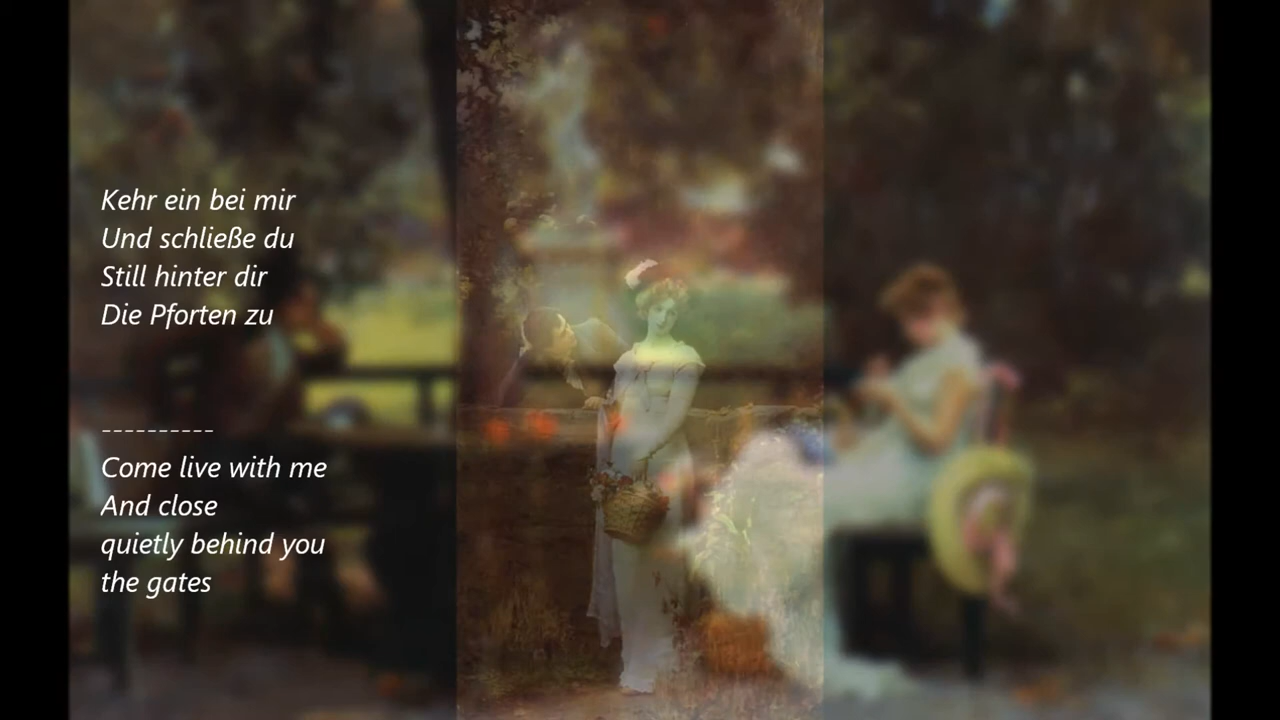 Kehr ein bei mir
Und schließe du
Still hinter dir
Die Pforten zu
----------
Come live with me
And close
quietly behind you
the gates